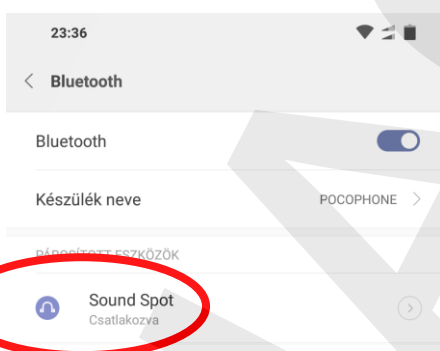 23:36
Bluetooth
Bluetooth
Készülék neve POCOPHONE
PÁROSÍTOTT ESZKÖZÖK
Sound Spot
Csatlakozva